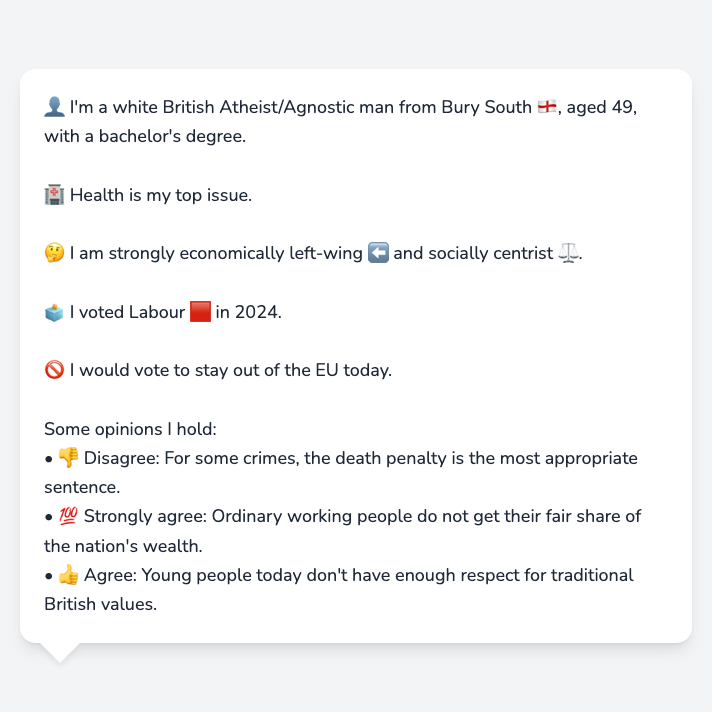 👤 I'm a white British Atheist/Agnostic man from Bury South 🏴󠁧󠁢󠁥󠁮󠁧󠁿, aged 49,
with a bachelor's degree.
🏥 Health is my top issue.
🤔 I am strongly economically left-wing ⬅️ and socially centrist ⚖️.
🗳️ I voted Labour 🟥 in 2024.
🚫 I would vote to stay out of the EU today.
Some opinions I hold:
• 👎 Disagree: For some crimes, the death penalty is the most appropriate
sentence.
• 💯 Strongly agree: Ordinary working people do not get their fair share of
the nation's wealth.
• 👍 Agree: Young people today don't have enough respect for traditional
British values.